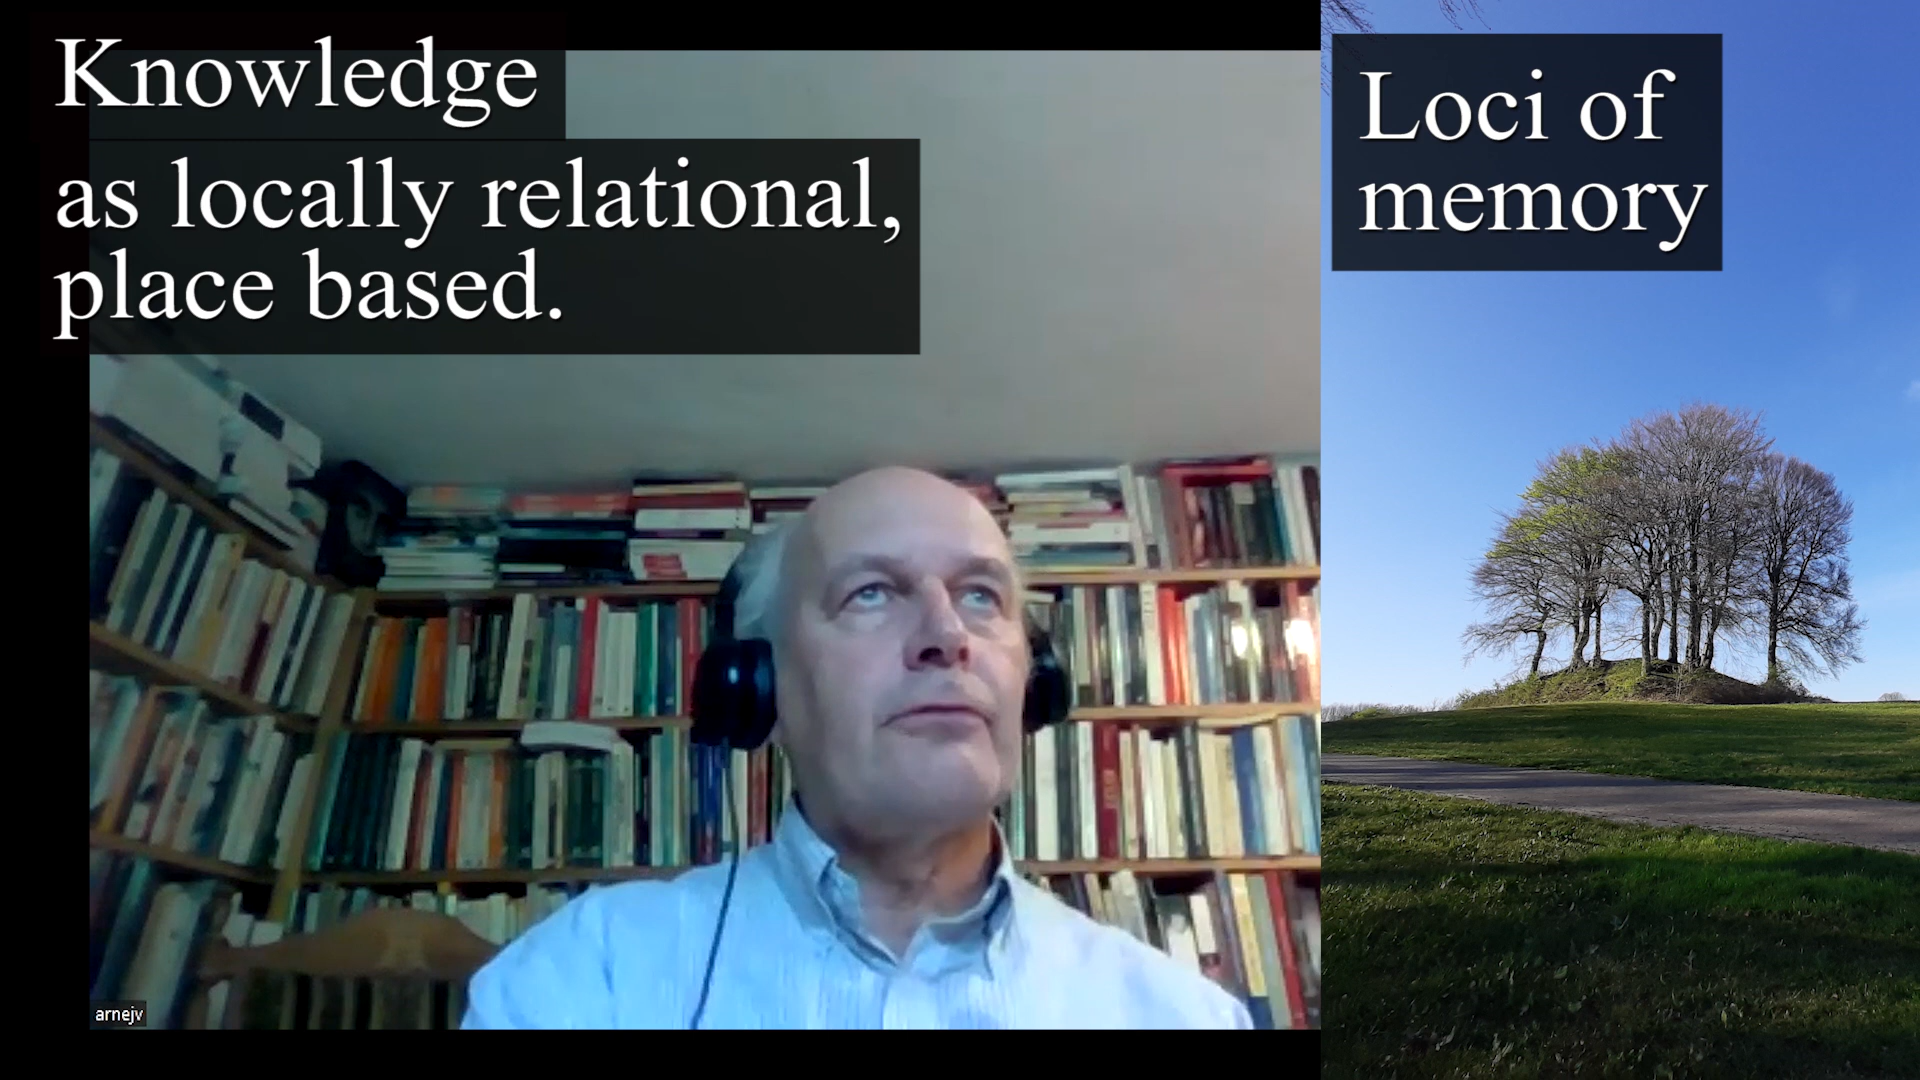 Knowledge
as locally relational,
place based.
Loci of
memory
arnejv